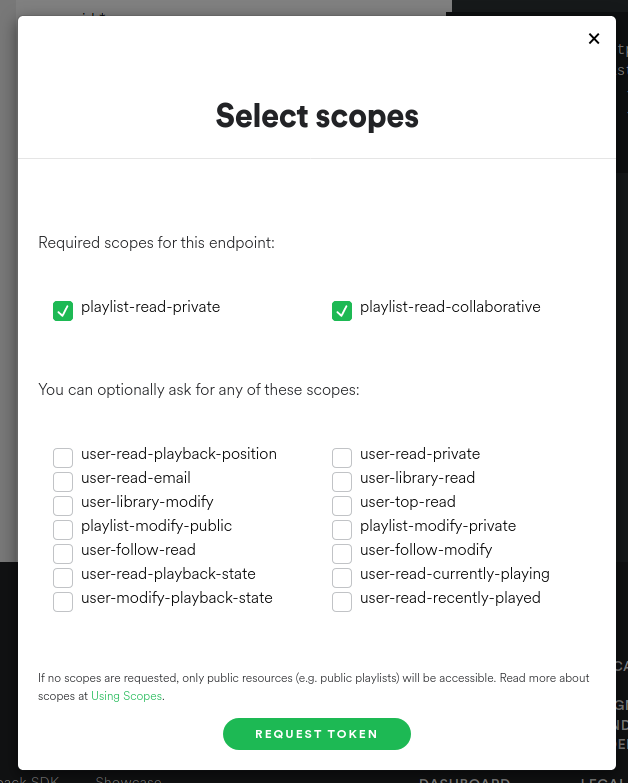 Select scopes
Required scopes for this endpoint:
playlist-read-private
playlist-read-collaborative
You can optionally ask for any of these scopes:
user-read-playback-position
user-read-private
user-read-email
user-library-read
user-library-modify
user-top-read
playlist-modify-public
playlist-modify-private
user-follow-read
user-follow-modify
user-read-playback-state
user-read-currently-playing
user-modify-playback-state
user-read-recently-played
If no scopes are requested, only public resources (e.g. public playlists) will be accessible. Read more about
scopes at Using Scopes.
REQUEST TOKEN
SDK Showcase
DASHBOARD LEGAL